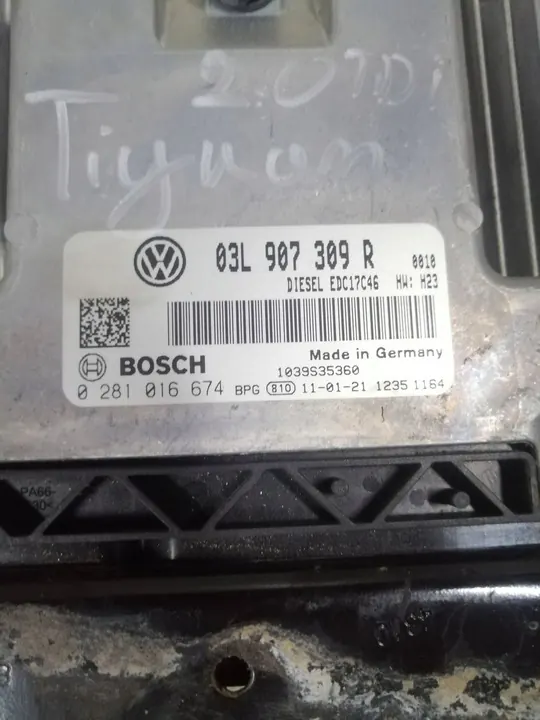 2.0TDi
Tiguan
03L 907 309 R 0010
DIESEL EDC17C46 HW: H23
BOSCH Made in Germany
1039S35360
0 281 016 674 BPG 810 11-01-21 1235 1164
PA66-